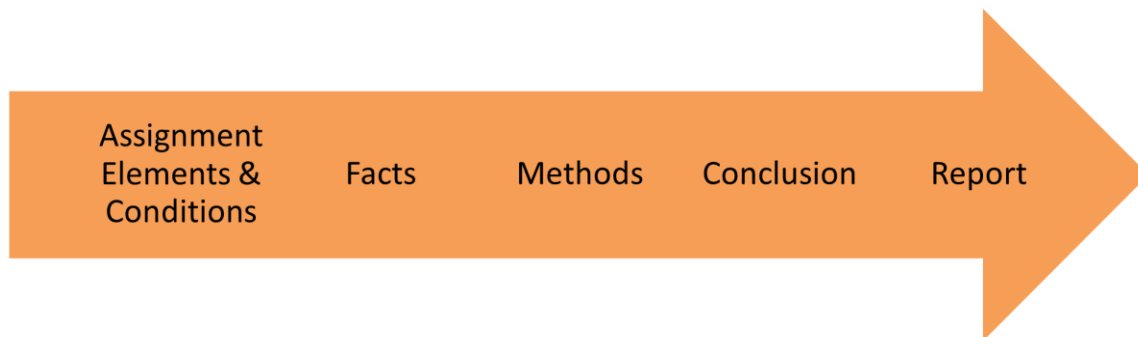 Assignment
Elements &
Conditions
Facts
Methods
Conclusion
Report